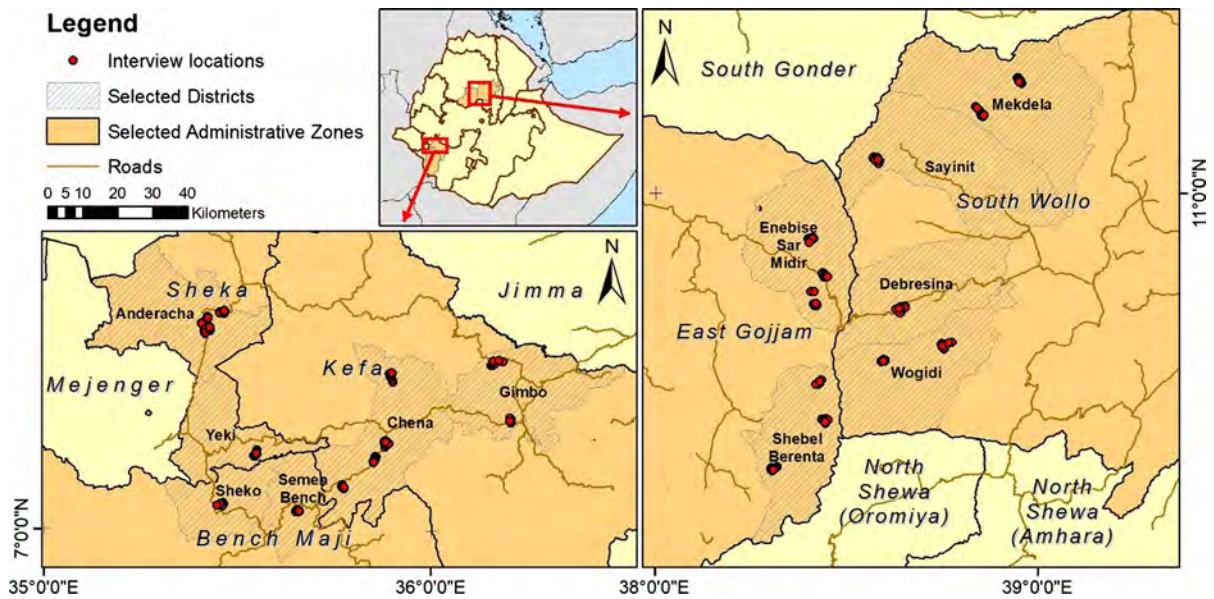 Legend
Interview locations
Selected Districts
Selected Administrative Zones
Roads
0 5 10 20 30 40
Kilometers
N
Sheka
Anderacha
Jimma
Mejenger
Kefa
Gimbo
Chena
Yeki
Sheko
Semen
Bench
Bench Maji
7°0'0"N
35°0'0"E
36°0'0"E
N
South Gonder
Mekdela
Sayinit
South Wollo
11°0'0"N
Enebise
Sar
Midir
Debresina
East Gojjam
Wogidi
Shebel
Berenta
North
Shewa
(Oromiya)
North
Shewa
(Amhara)
38°0'0"E
39°0'0"E